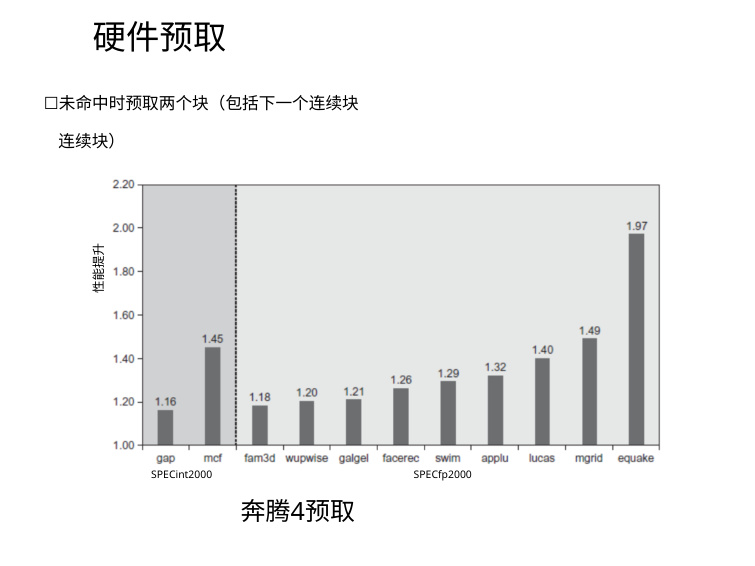 硬件预取
□未命中时预取两个块（包括下一个连续块
连续块）
2.20
2.00
1.80
1.60
1.40
1.20
1.00
性能提升
1.16
1.45
1.18
1.20
1.21
1.26
1.29
1.32
1.40
1.49
1.97
gap mcf fam3d wupwise galgel facerec swim applu lucas mgrid equake
SPECint2000 SPECfp2000
奔腾4预取